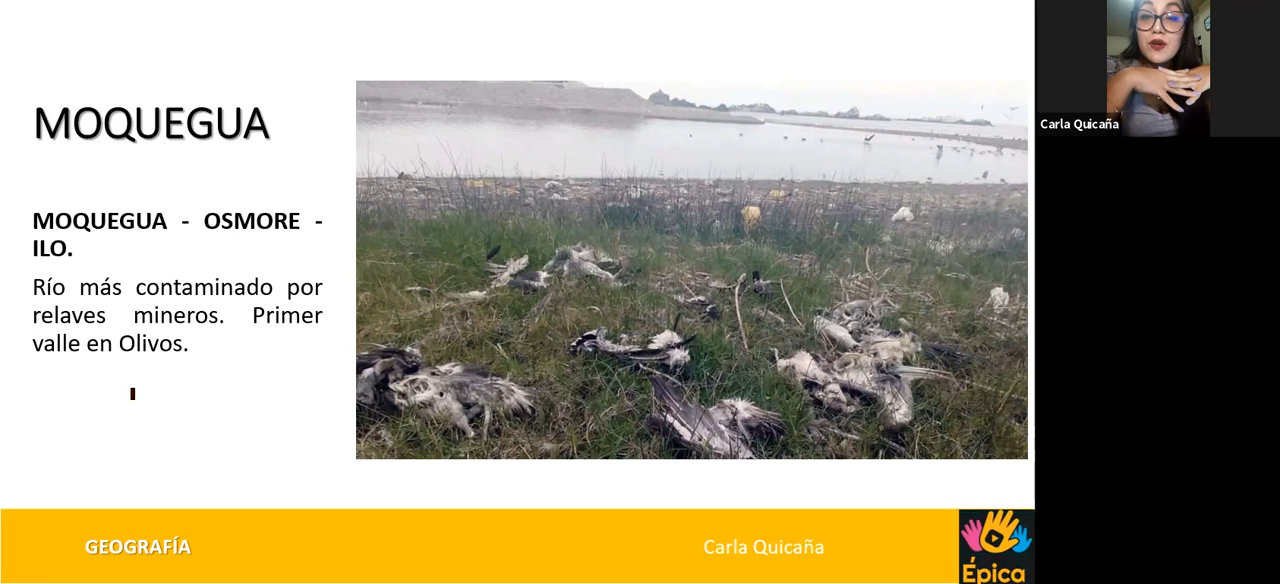 MOQUEGUA
MOQUEGUA - OSMORE -
ILO.
Río más contaminado por
relaves mineros. Primer
valle en Olivos.
Carla Quicaña
GEOGRAFÍA
Carla Quicaña
Épica